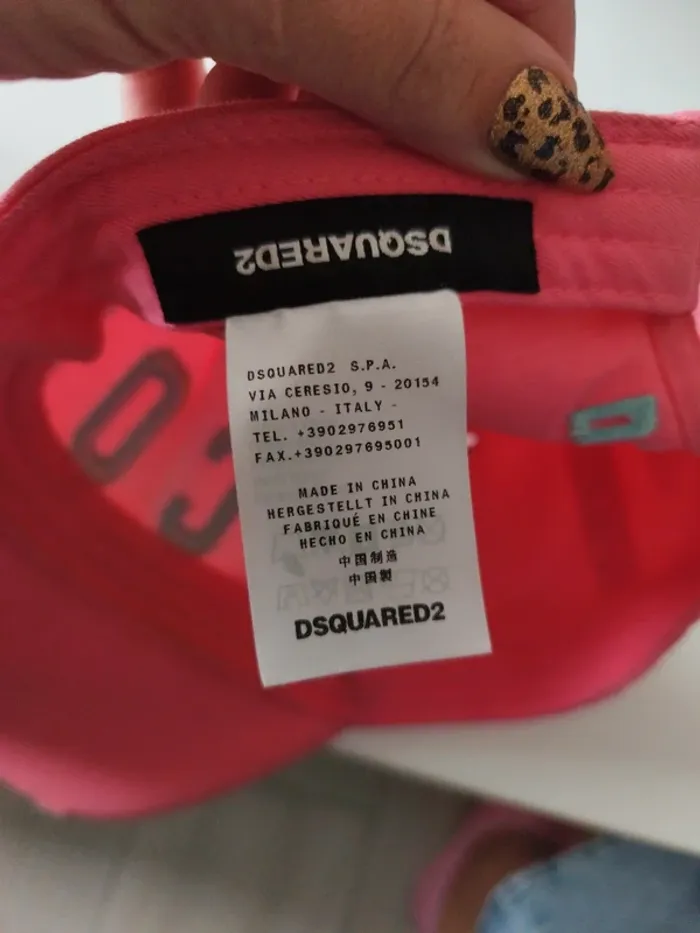 DSQUARED2
DSQUARED2 S.P.A.
VIA CERESIO, 9 - 20154
MILANO - ITALY -
TEL. +3902976951
FAX.+390297695001
MADE IN CHINA
HERGESTELLT IN CHINA
FABRIQUÉ EN CHINE
HECHO EN CHINA
中国制造
中国製
DSQUARED2